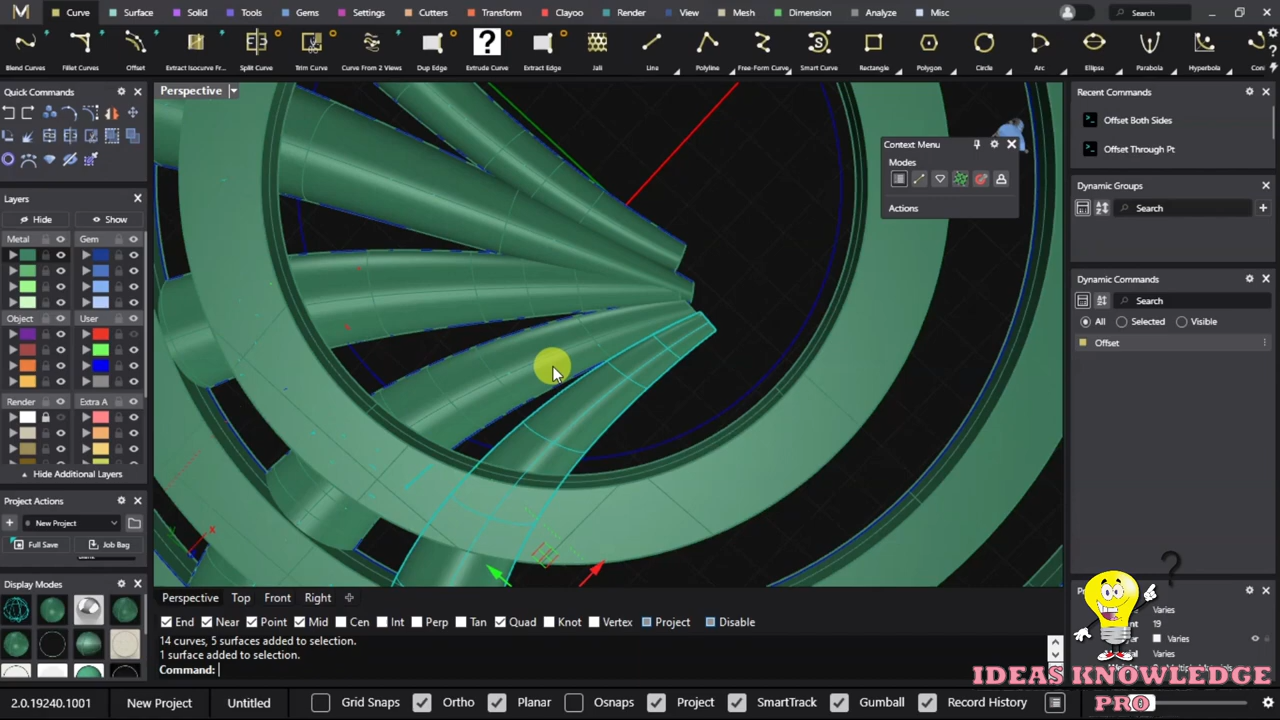 Curve Surface Solid Tools Gems Settings Cutters Transform Clayoo Render View Mesh Dimension Analyze Misc Search
Blend Curves Fillet Curves Offset Extract Isocurve Fr... Split Curve Trim Curve Curve From 2 Views Dup Edge Extrude Curve Extract Edge Jali Line Polyline Free-Form Curve Smart Curve Rectangle Polygon Circle Arc Ellipse Parabola Hyperbola
Quick Commands
Perspective
Recent Commands
Offset Both Sides
Offset Through Pt
Context Menu
Modes
Actions
Layers
Hide Show
Metal Gem
Object User
Render Extra A
Hide Additional Layers
Dynamic Groups
Search
Dynamic Commands
Search
All Selected Visible
Offset
Project Actions
New Project
Full Save Job Bag
Display Modes
Perspective Top Front Right
End Near Point Mid Cen Int Perp Tan Quad Knot Vertex Project Disable
14 curves, 5 surfaces added to selection.
1 surface added to selection.
Command:
Varies
19
Varies
Varies
IDEAS KNOWLEDGE
PRO
2.0.19240.1001 New Project Untitled Grid Snaps Ortho Planar Osnaps Project SmartTrack Gumball Record History